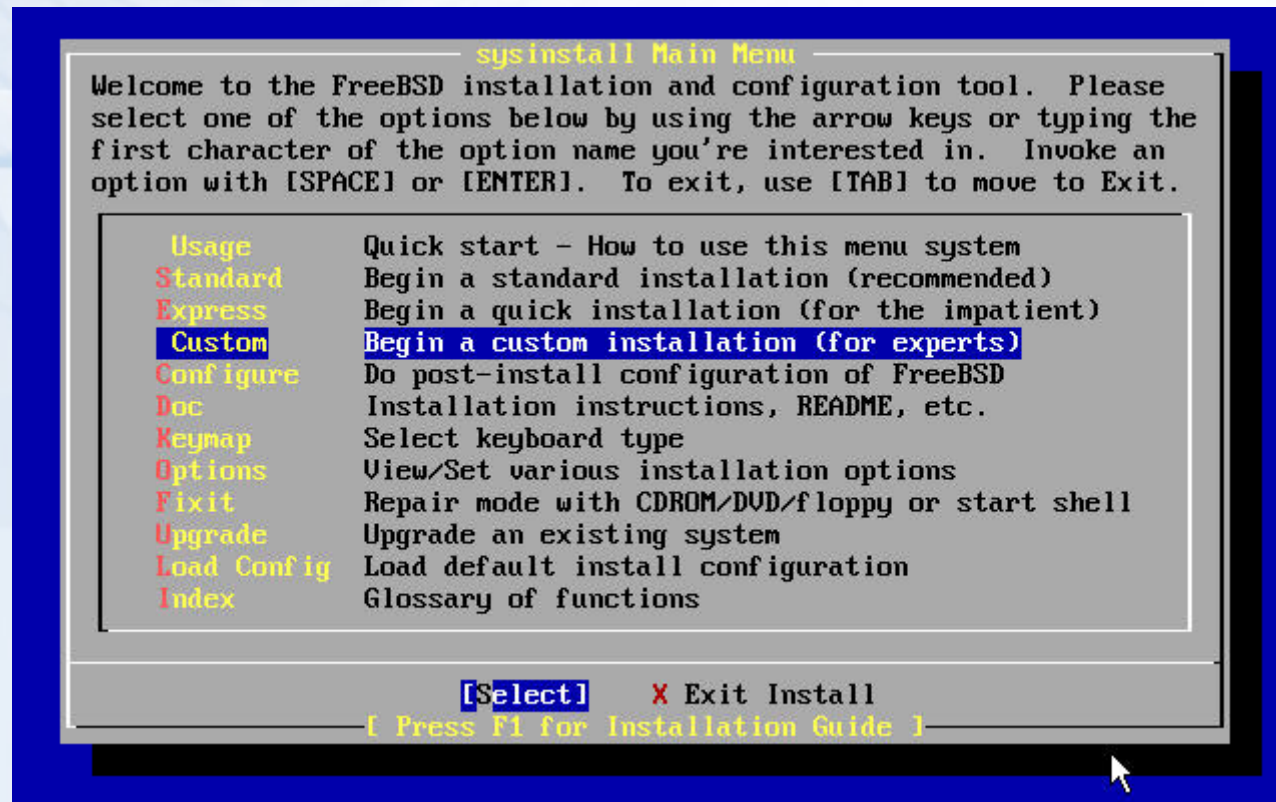 sysinstall Main Menu
Welcome to the FreeBSD installation and configuration tool.  Please
select one of the options below by using the arrow keys or typing the
first character of the option name you're interested in.  Invoke an
option with [SPACE] or [ENTER].  To exit, use [TAB] to move to Exit.
Usage Quick start - How to use this menu system
Standard Begin a standard installation (recommended)
Express Begin a quick installation (for the impatient)
Custom Begin a custom installation (for experts)
Configure Do post-install configuration of FreeBSD
Doc Installation instructions, README, etc.
Keymap Select keyboard type
Options View/Set various installation options
Fixit Repair mode with CDROM/DVD/floppy or start shell
Upgrade Upgrade an existing system
Load Config Load default install configuration
Index Glossary of functions
[Select] X Exit Install
[ Press F1 for Installation Guide ]